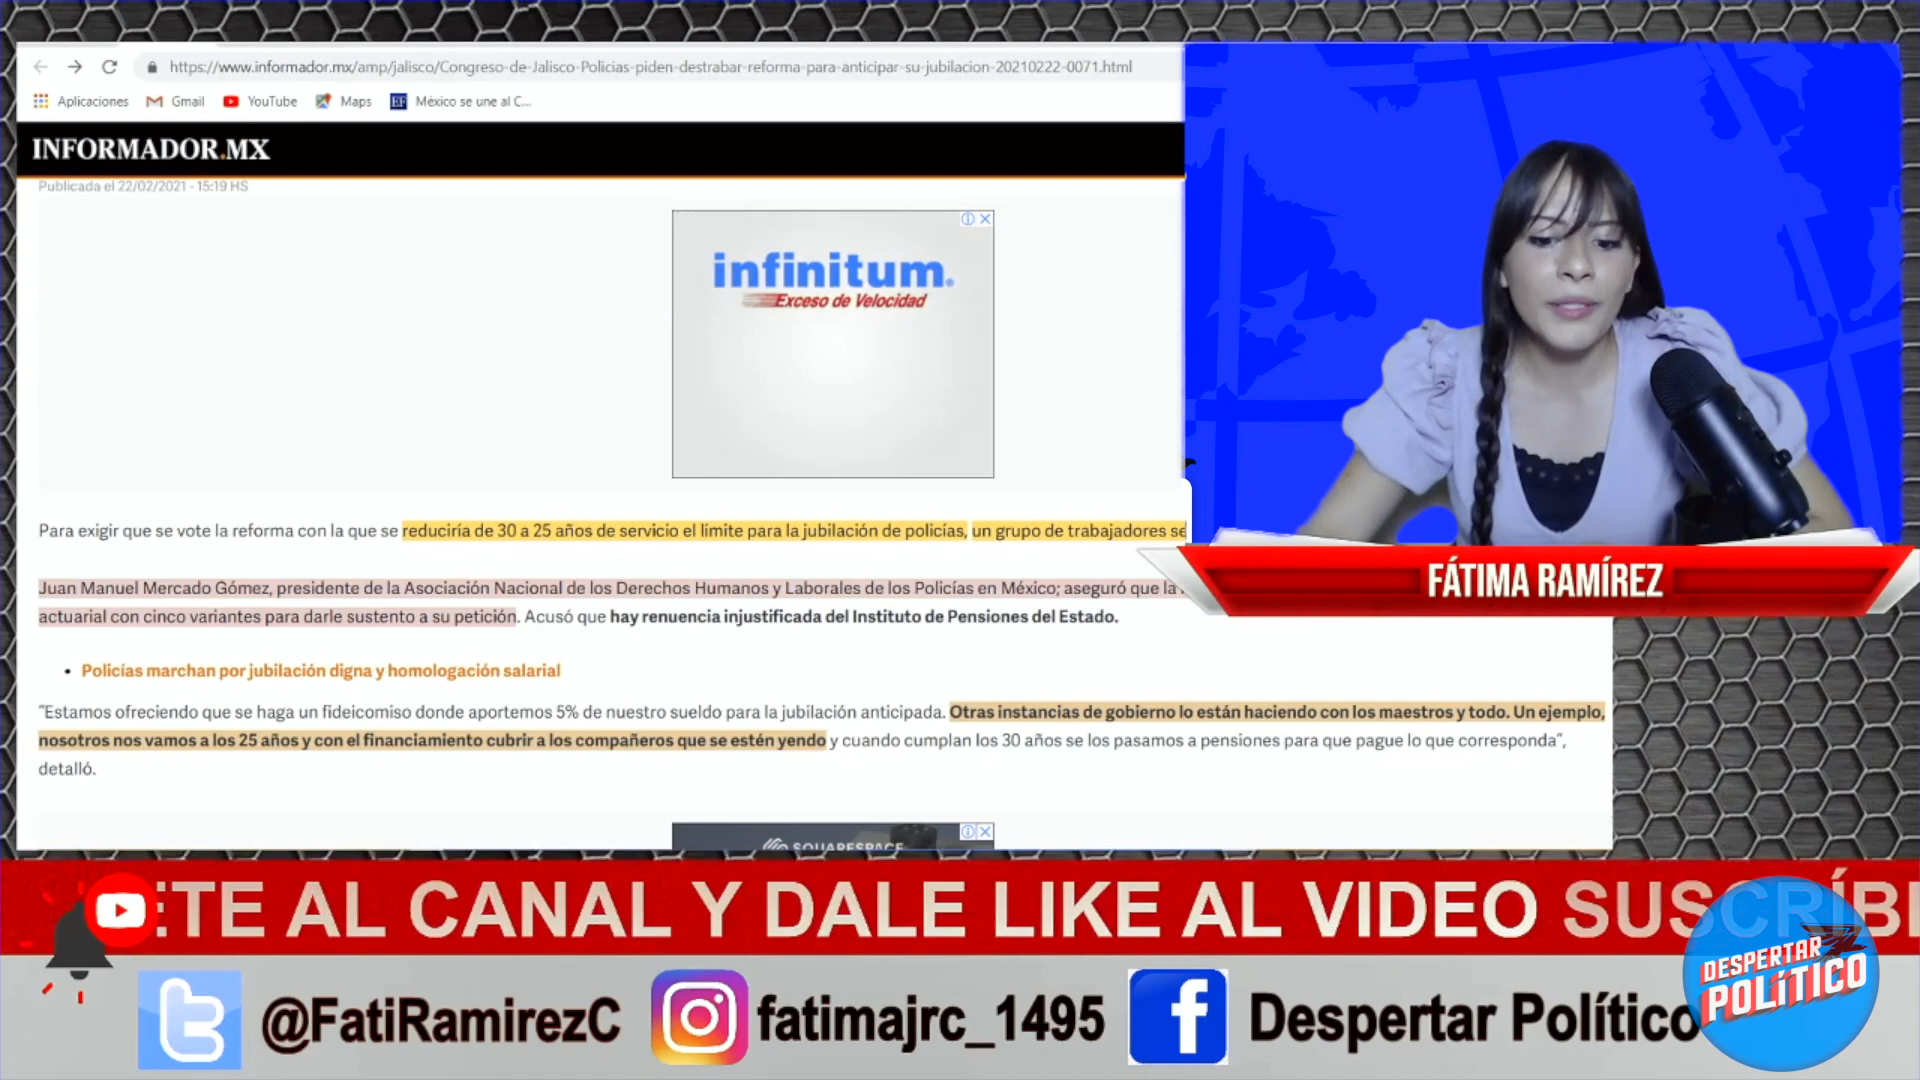 https://www.informador.mx/amp/jalisco/Congreso-de-Jalisco-Policias-piden-destrabar-reforma-para-anticipar-su-jubilacion-20210222-0071.html
Aplicaciones Gmail YouTube Maps EF México se une al C...
INFORMADOR.MX
Publicada el 22/02/2021 - 15:19 HS
infinitum.
Exceso de Velocidad
Para exigir que se vote la reforma con la que se reduciría de 30 a 25 años de servicio el límite para la jubilación de policías, un grupo de trabajadores se
Juan Manuel Mercado Gómez, presidente de la Asociación Nacional de los Derechos Humanos y Laborales de los Policías en México; aseguró que la
actuarial con cinco variantes para darle sustento a su petición. Acusó que hay renuencia injustificada del Instituto de Pensiones del Estado.
• Policías marchan por jubilación digna y homologación salarial
“Estamos ofreciendo que se haga un fideicomiso donde aportemos 5% de nuestro sueldo para la jubilación anticipada. Otras instancias de gobierno lo están haciendo con los maestros y todo. Un ejemplo,
nosotros nos vamos a los 25 años y con el financiamiento cubrir a los compañeros que se estén yendo y cuando cumplan los 30 años se los pasamos a pensiones para que pague lo que corresponda”,
detalló.
SQUARESPACE
FÁTIMA RAMÍREZ
ETE AL CANAL Y DALE LIKE AL VIDEO SUSCRÍBE
@FatiRamirezC fatimajrc_1495 Despertar Político
DESPERTAR
POLÍTICO